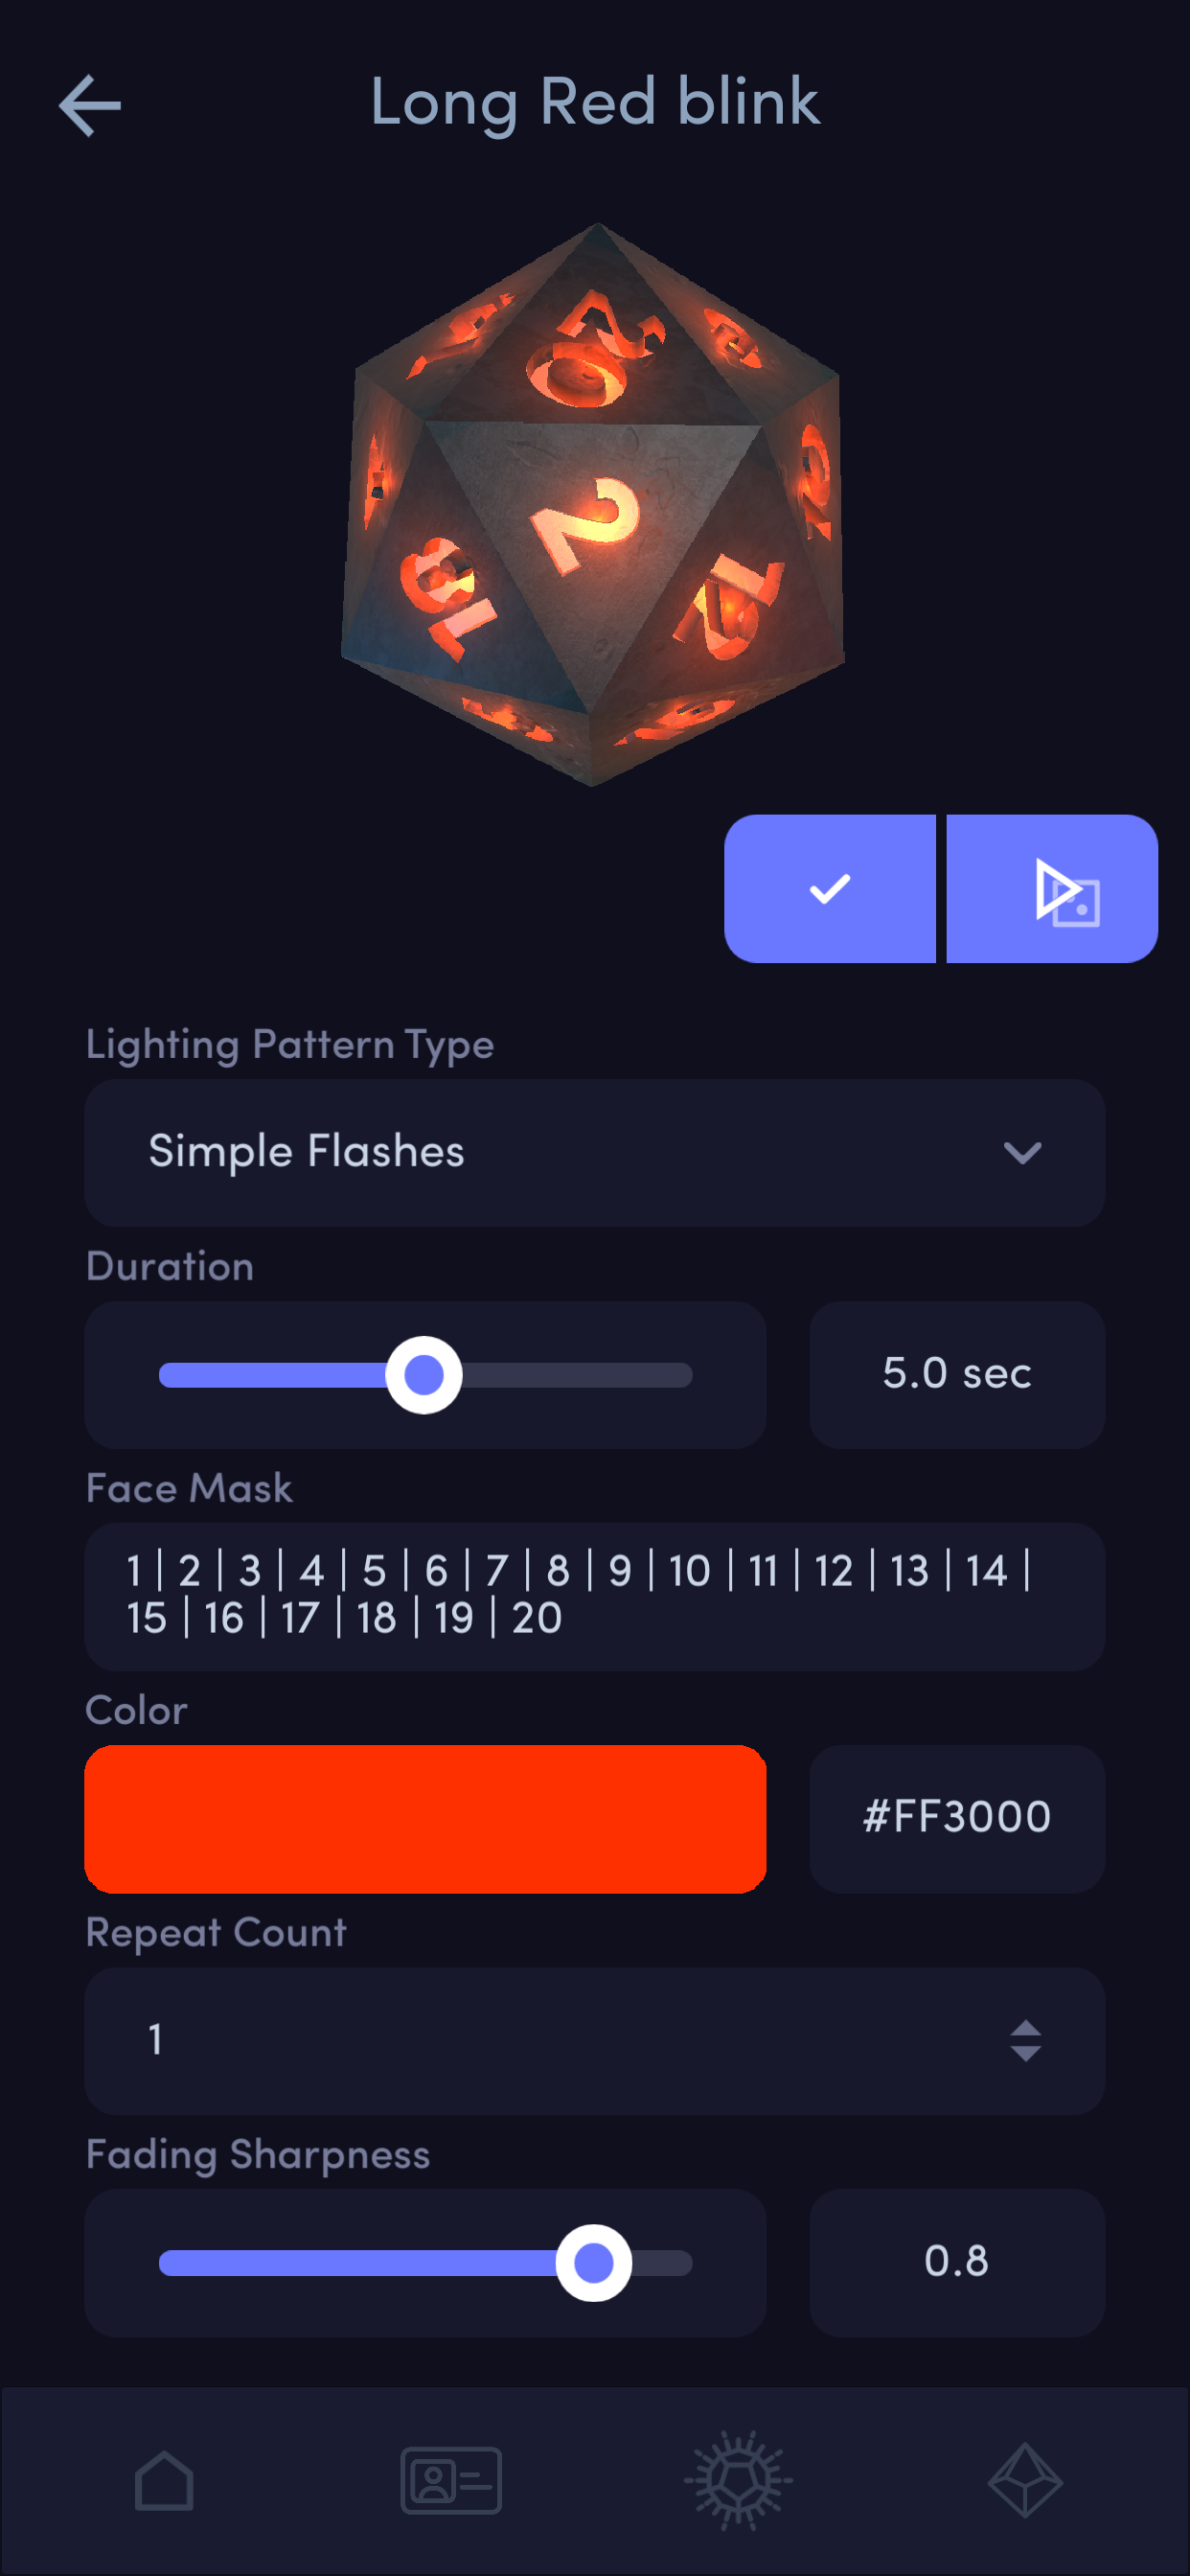 Long Red blink
20
2
13
12
Lighting Pattern Type
Simple Flashes
Duration
5.0 sec
Face Mask
1 | 2 | 3 | 4 | 5 | 6 | 7 | 8 | 9 | 10 | 11 | 12 | 13 | 14 |
15 | 16 | 17 | 18 | 19 | 20
Color
#FF3000
Repeat Count
1
Fading Sharpness
0.8